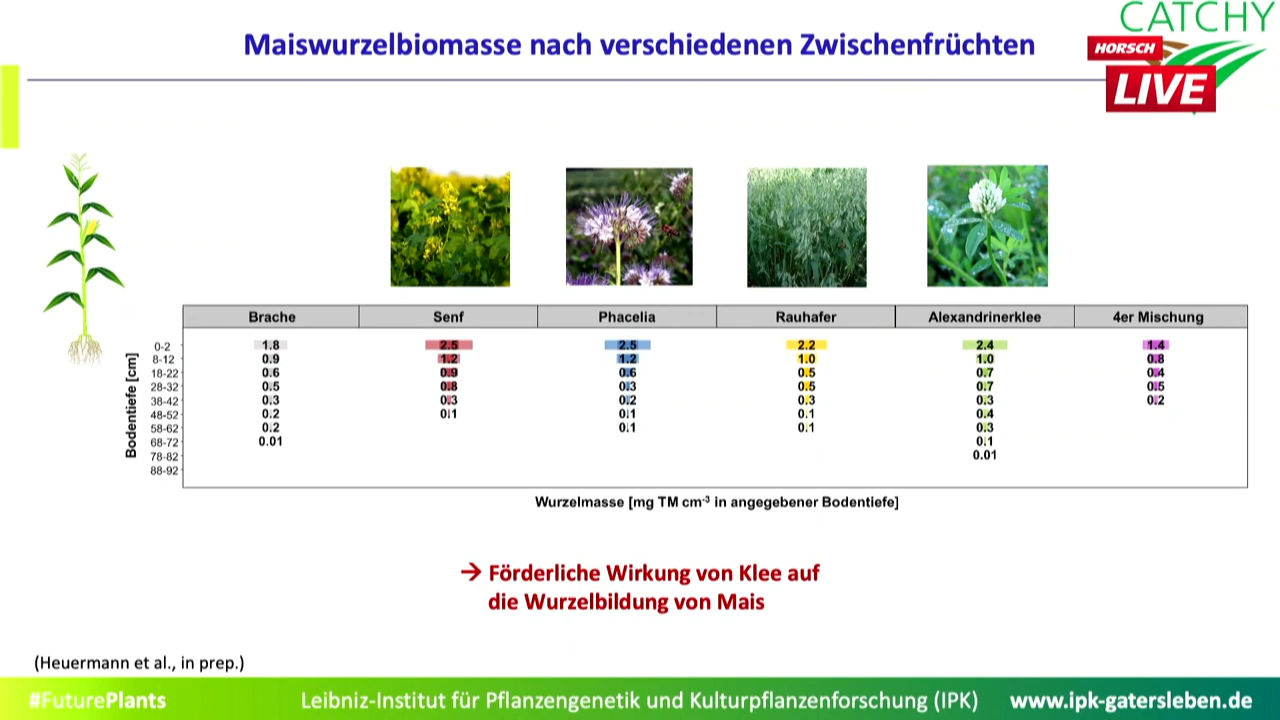 CATCHY
Maiswurzelbiomasse nach verschiedenen Zwischenfrüchten
HORSCH
LIVE
Brache Senf Phacelia Rauhafer Alexandrinerklee 4er Mischung
Bodentiefe [cm]
0-2 1.8 2.5 2.5 2.2 2.4 1.4
8-12 0.9 1.2 1.2 1.0 1.0 0.8
18-22 0.6 0.9 0.6 0.5 0.7 0.4
28-32 0.5 0.8 0.3 0.5 0.7 0.5
38-42 0.3 0.3 0.2 0.3 0.3 0.2
48-52 0.2 0.1 0.1 0.1 0.4
58-62 0.2 0.1 0.1 0.3
68-72 0.01 0.1
78-82 0.01
88-92
Wurzelmasse [mg TM cm⁻³ in angegebener Bodentiefe]
→ Förderliche Wirkung von Klee auf
die Wurzelbildung von Mais
(Heuermann et al., in prep.)
#FuturePlants Leibniz-Institut für Pflanzengenetik und Kulturpflanzenforschung (IPK) www.ipk-gatersleben.de